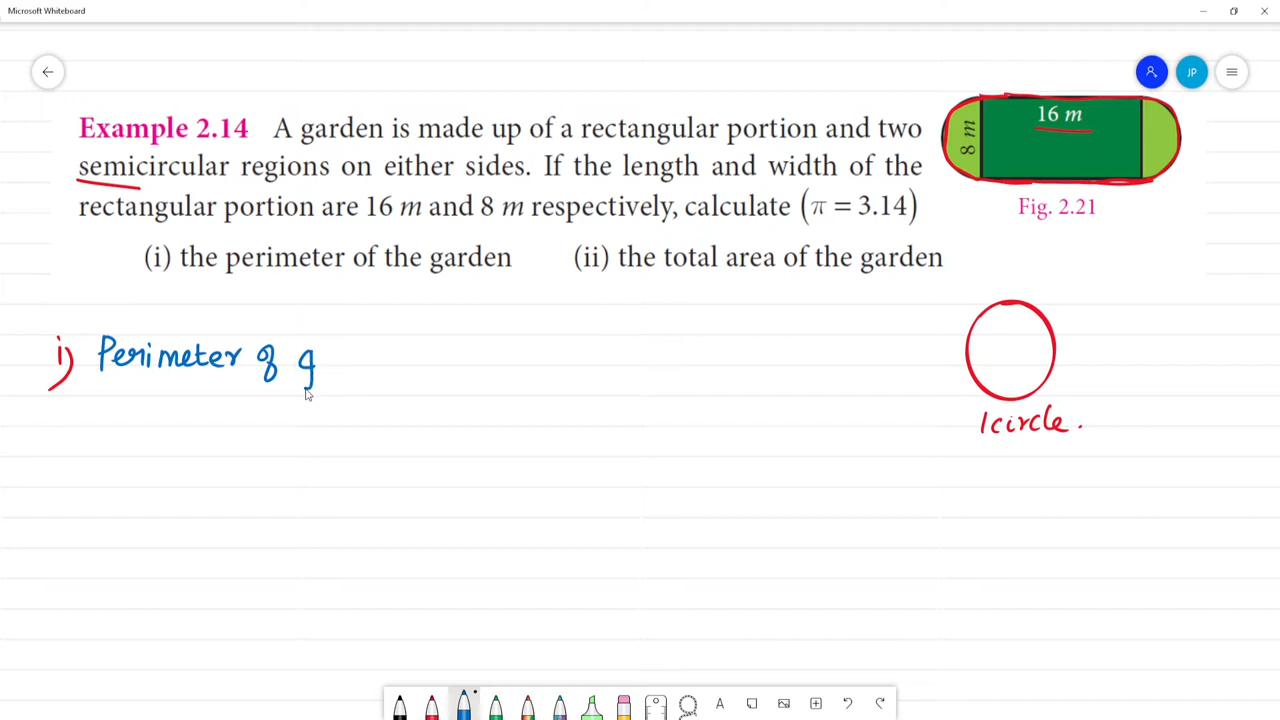 Microsoft Whiteboard
JP
Example 2.14 A garden is made up of a rectangular portion and two
semicircular regions on either sides. If the length and width of the
rectangular portion are 16 m and 8 m respectively, calculate (π = 3.14)
(i) the perimeter of the garden (ii) the total area of the garden
16 m
8 m
Fig. 2.21
i) Perimeter of g
1 circle.
A